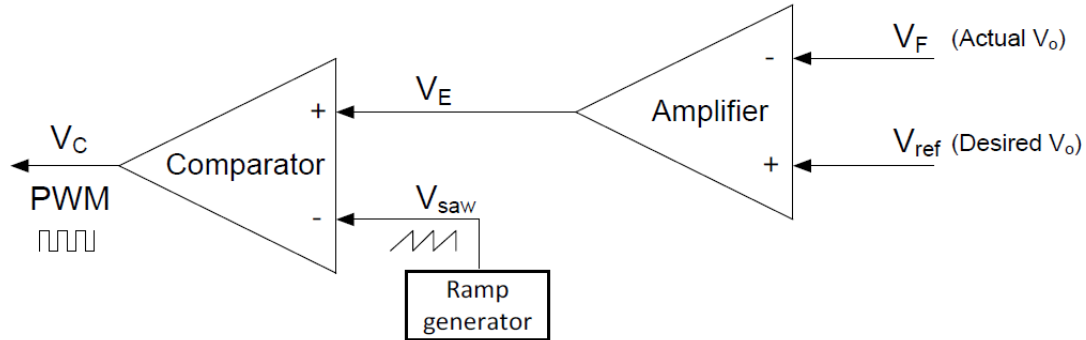 V_F (Actual V_o)
-
V_E
Amplifier
+
V_C
Comparator
V_ref (Desired V_o)
+
PWM
-
V_saw
Ramp
generator